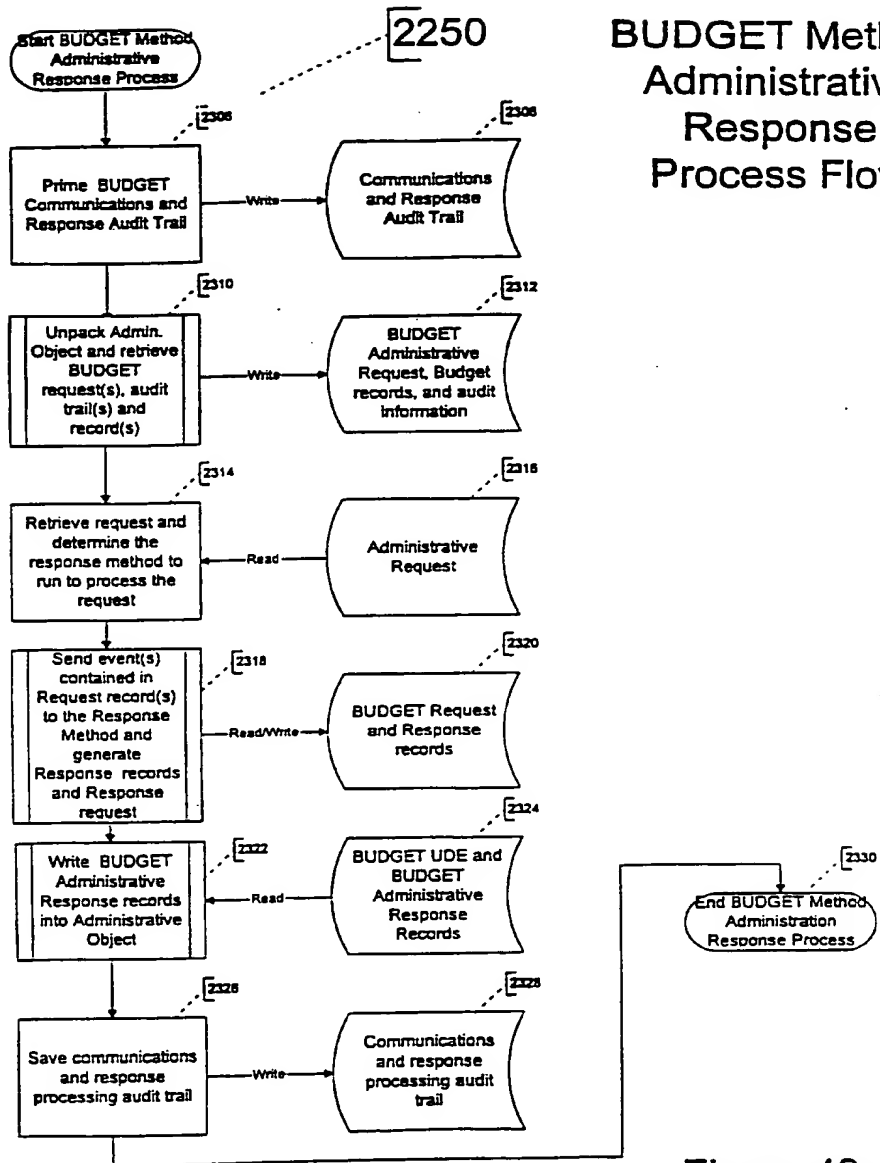 Start BUDGET Method
Administrative
Response Process
2250
BUDGET Meth
Administrativ
Response
Process Flo
2306
Prime BUDGET
Communications and
Response Audit Trail
Write
2308
Communications
and Response
Audit Trail
2310
Unpack Admin.
Object and retrieve
BUDGET
request(s), audit
trail(s) and
record(s)
Write
2312
BUDGET
Administrative
Request, Budget
records, and audit
information
2314
Retrieve request and
determine the
response method to
run to process the
request
Read
2316
Administrative
Request
2318
Send event(s)
contained in
Request record(s)
to the Response
Method and
generate
Response records
and Response
request
Read/Write
2320
BUDGET Request
and Response
records
2322
Write BUDGET
Administrative
Response records
into Administrative
Object
Read
2324
BUDGET UDE and
BUDGET
Administrative
Response
Records
2326
Save communications
and response
processing audit trail
Write
2328
Communications
and response
processing audit
trail
2330
End BUDGET Method
Administration
Response Process